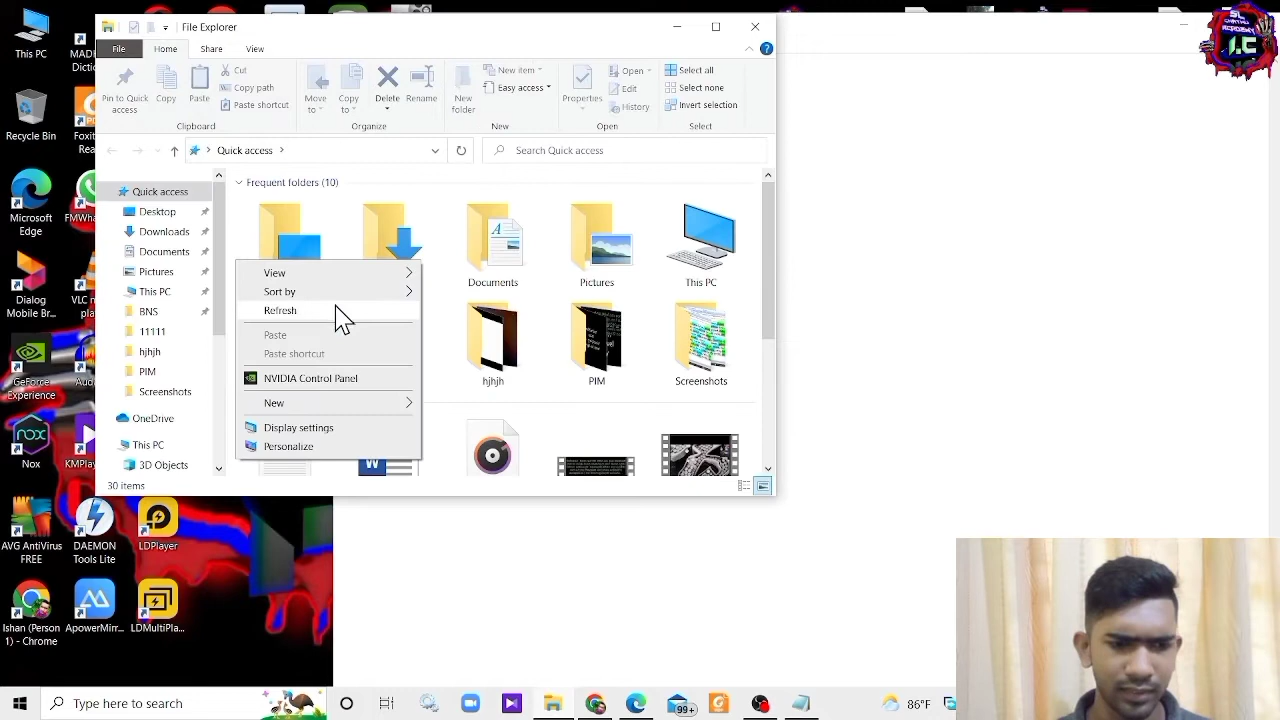 File Explorer
File
Home
Share
View
Pin to Quick access
Copy
Paste
Cut
Copy path
Paste shortcut
Clipboard
Move to
Copy to
Delete
Rename
Organize
New folder
New item
Easy access
New
Properties
Open
Edit
History
Open
Select all
Select none
Invert selection
Select
Quick access
Search Quick access
Quick access
Desktop
Downloads
Documents
Pictures
This PC
BNS
11111
hjhjh
PIM
Screenshots
OneDrive
This PC
3D Objects
Frequent folders (10)
Documents
Pictures
This PC
hjhjh
PIM
Screenshots
View
Sort by
Refresh
Paste
Paste shortcut
NVIDIA Control Panel
New
Display settings
Personalize
30 items
This PC
Recycle Bin
Microsoft Edge
Dialog Mobile Br...
GeForce Experience
Nox
AVG AntiVirus FREE
DAEMON Tools Lite
LDPlayer
Ishan (Person 1) - Chrome
ApowerMirr...
LDMultiPla...
Type here to search
99+
86°F